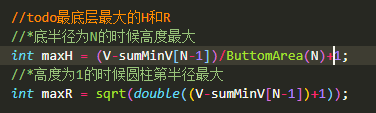 //todo最底层最大的H和R
//*底半径为N的时候高度最大
int maxH = (V-sumMinV[N-1])/ButtomArea(N)+1;
//*高度为1的时候圆柱第半径最大
int maxR = sqrt(double((V-sumMinV[N-1])+1));